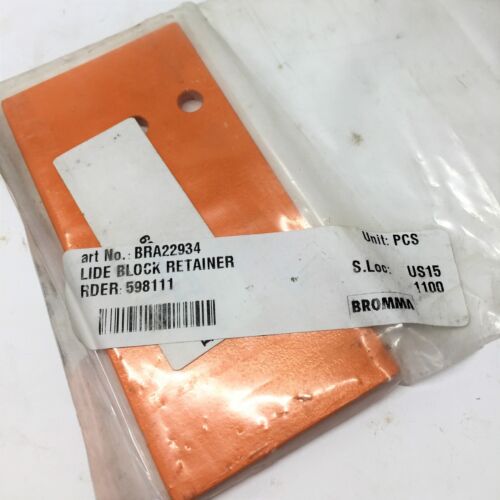 art No.: BRA22934
LIDE BLOCK RETAINER
RDER: 598111
Unit: PCS
S.Loc: US15
1100
BROMMA